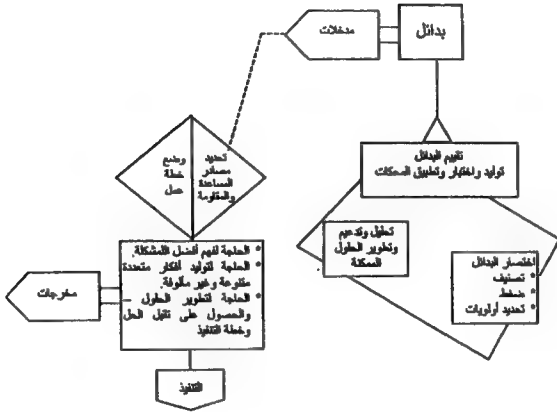 بدائل
مدخلات
تقييم البدائل
توليد واختبار وتطبيق المحكات
تحليل وتدعيم
وتطوير الحلول
الممكنة
اختصار البدائل
* تصنيف
* ضغط
* تحديد أولويات
تحديد
مصادر
المساعدة
والمقاومة
وضع
خطة
عمل
* الحاجة لفهم أفضل للمشكلة.
* الحاجة لتوليد أفكار متعددة
متنوعة وغير مألوفة.
* الحاجة لتطوير الحلول –
والحصول على تقبل الحل
وخطة التنفيذ
مخرجات
التنفيذ